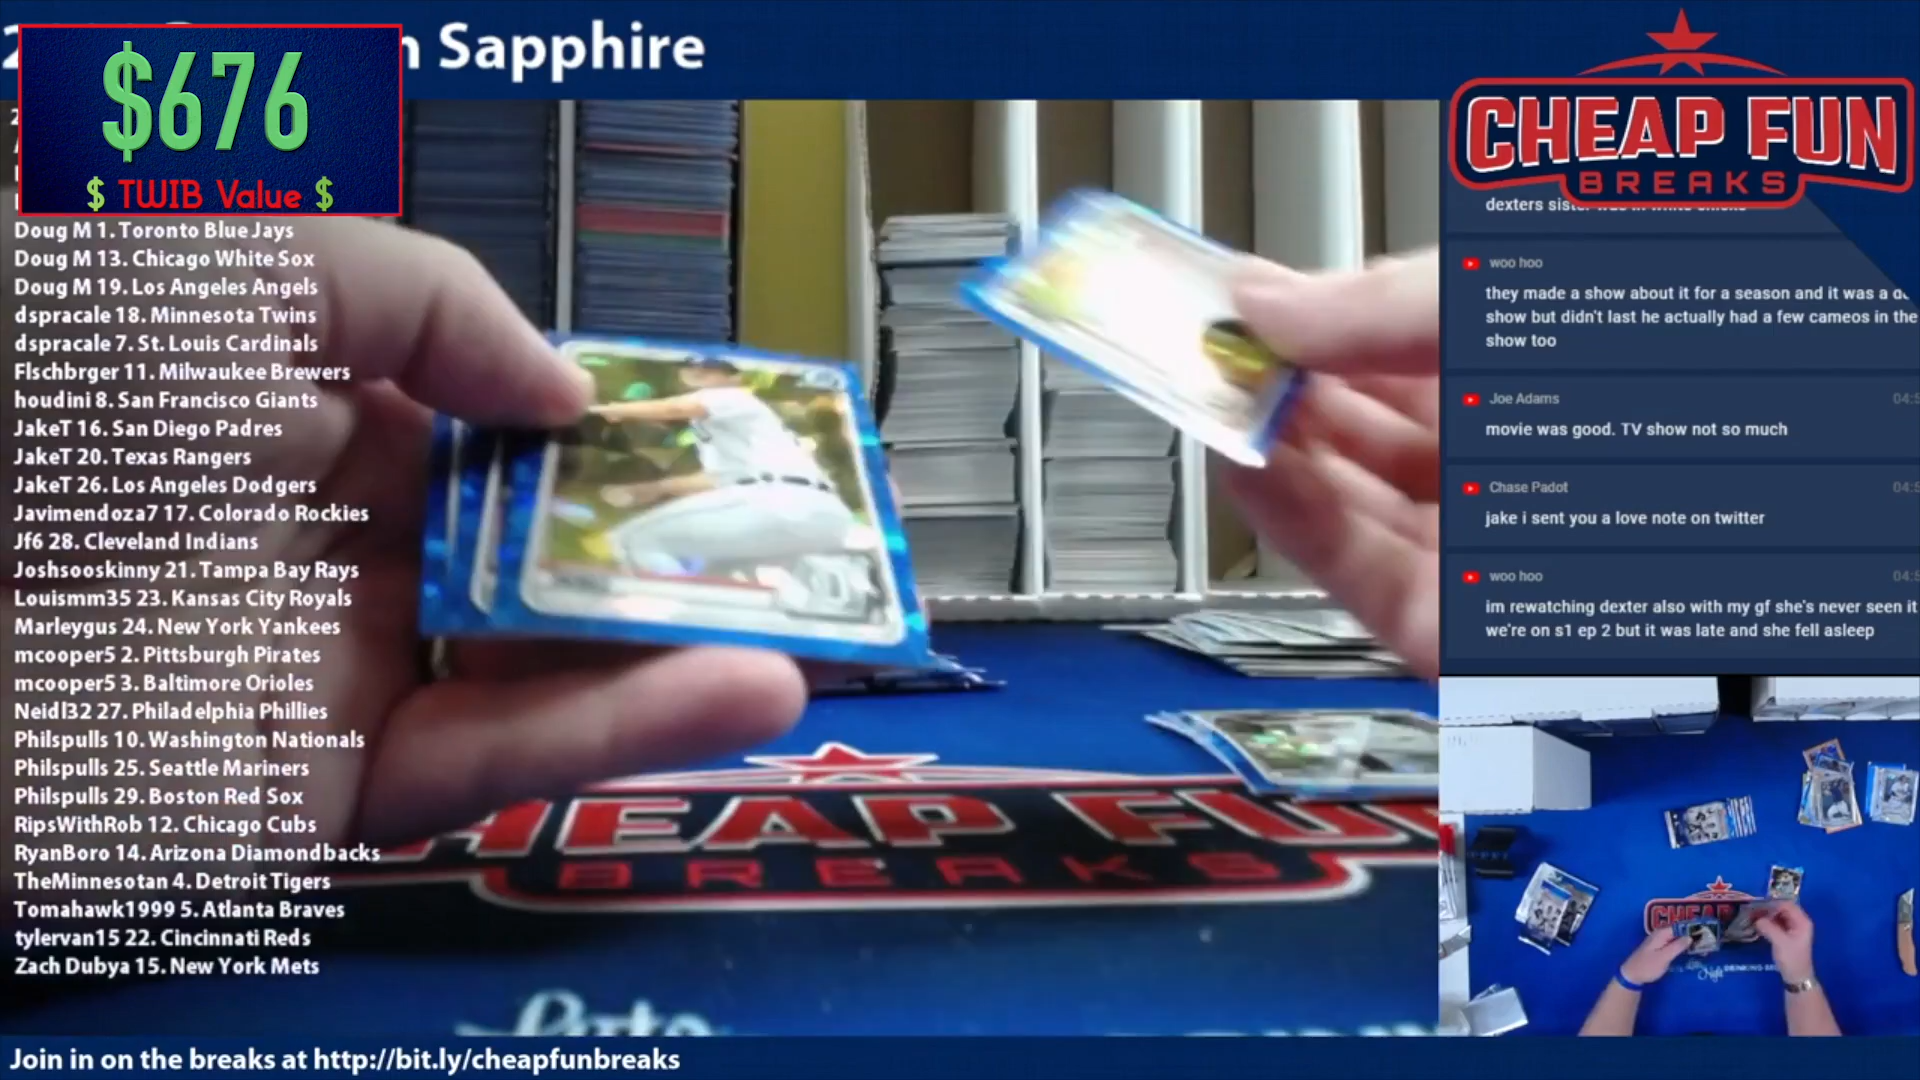 Sapphire
$676
$ TWIB Value $
Doug M 1. Toronto Blue Jays
Doug M 13. Chicago White Sox
Doug M 19. Los Angeles Angels
dspracale 18. Minnesota Twins
dspracale 7. St. Louis Cardinals
Flschbrger 11. Milwaukee Brewers
houdini 8. San Francisco Giants
JakeT 16. San Diego Padres
JakeT 20. Texas Rangers
JakeT 26. Los Angeles Dodgers
Javimendoza7 17. Colorado Rockies
Jf6 28. Cleveland Indians
Joshsooskinny 21. Tampa Bay Rays
Louismm35 23. Kansas City Royals
Marleygus 24. New York Yankees
mcooper5 2. Pittsburgh Pirates
mcooper5 3. Baltimore Orioles
Neidl32 27. Philadelphia Phillies
Philspulls 10. Washington Nationals
Philspulls 25. Seattle Mariners
Philspulls 29. Boston Red Sox
RipsWithRob 12. Chicago Cubs
RyanBoro 14. Arizona Diamondbacks
TheMinnesotan 4. Detroit Tigers
Tomahawk1999 5. Atlanta Braves
tylervan15 22. Cincinnati Reds
Zach Dubya 15. New York Mets
Join in on the breaks at http://bit.ly/cheapfunbreaks
CHEAP FUN
BREAKS
dexters sister was in white chicks
woo hoo
they made a show about it for a season and it was a
show but didn't last he actually had a few cameos in the
show too
Joe Adams
movie was good. TV show not so much
Chase Padot
jake i sent you a love note on twitter
woo hoo
im rewatching dexter also with my gf she's never seen it
we're on s1 ep 2 but it was late and she fell asleep
HEAP FU
BREAKS